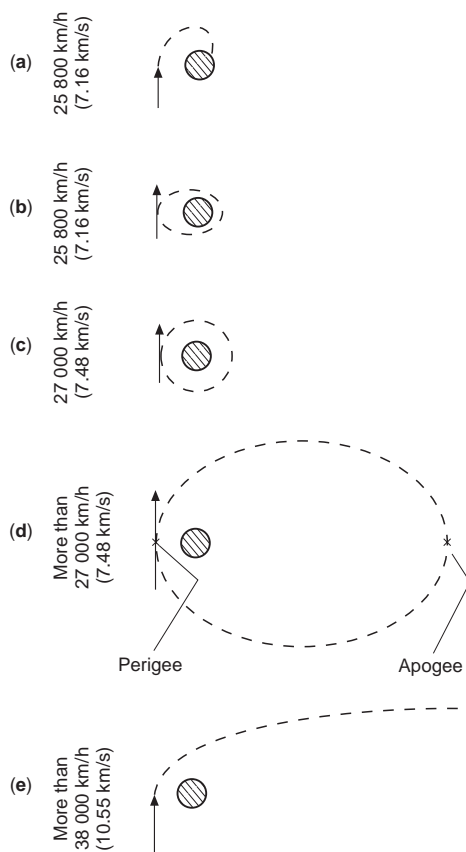 (a)
25 800 km/h
(7.16 km/s)
(b)
25 800 km/h
(7.16 km/s)
(c)
27 000 km/h
(7.48 km/s)
(d)
More than
27 000 km/h
(7.48 km/s)
Perigee
Apogee
(e)
More than
38 000 km/h
(10.55 km/s)